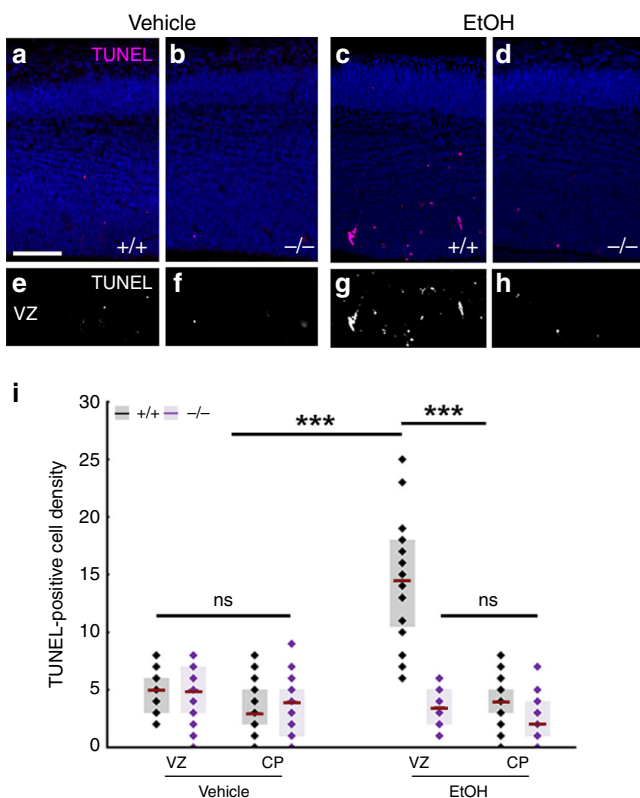 Vehicle EtOH
a TUNEL b c d
+/+ –/– +/+ –/–
e TUNEL f g h
VZ
i
30
+/+ –/–
*** ***
25
20
15
ns ns
10
5
0
TUNEL-positive cell density
VZ CP VZ CP
Vehicle EtOH